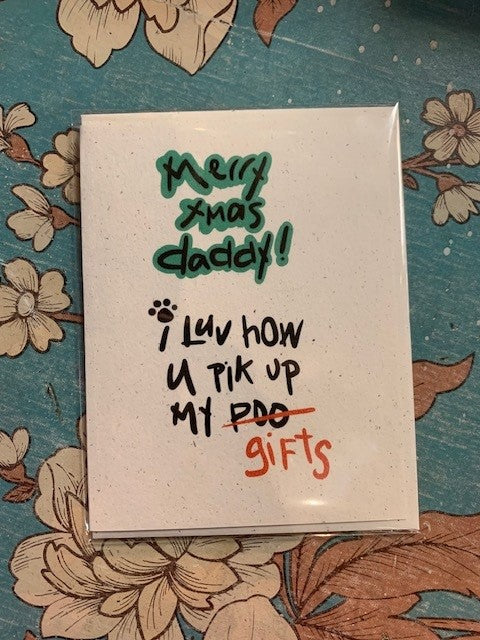 merry
xmas
daddy!
i Luv how
u pik up
MY POO
giFts